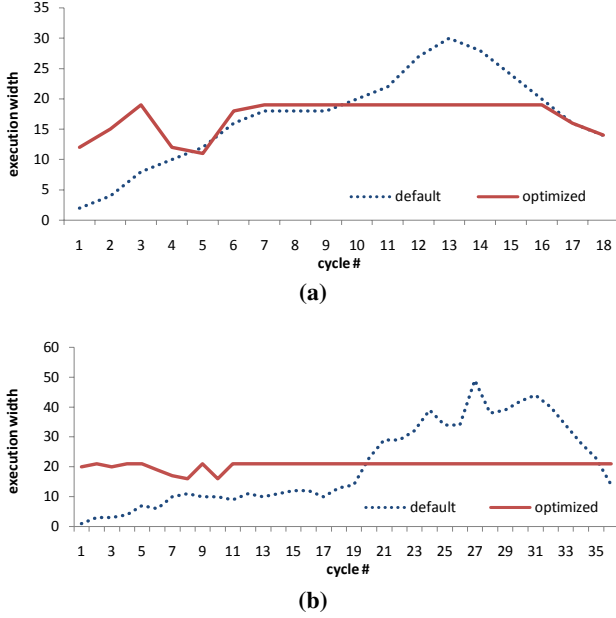 35
30
25
20
15
10
5
0
execution width
default
optimized
1 2 3 4 5 6 7 8 9 10 11 12 13 14 15 16 17 18
cycle #
(a)
60
50
40
30
20
10
0
execution width
default
optimized
1 3 5 7 9 11 13 15 17 19 21 23 25 27 29 31 33 35
cycle #
(b)